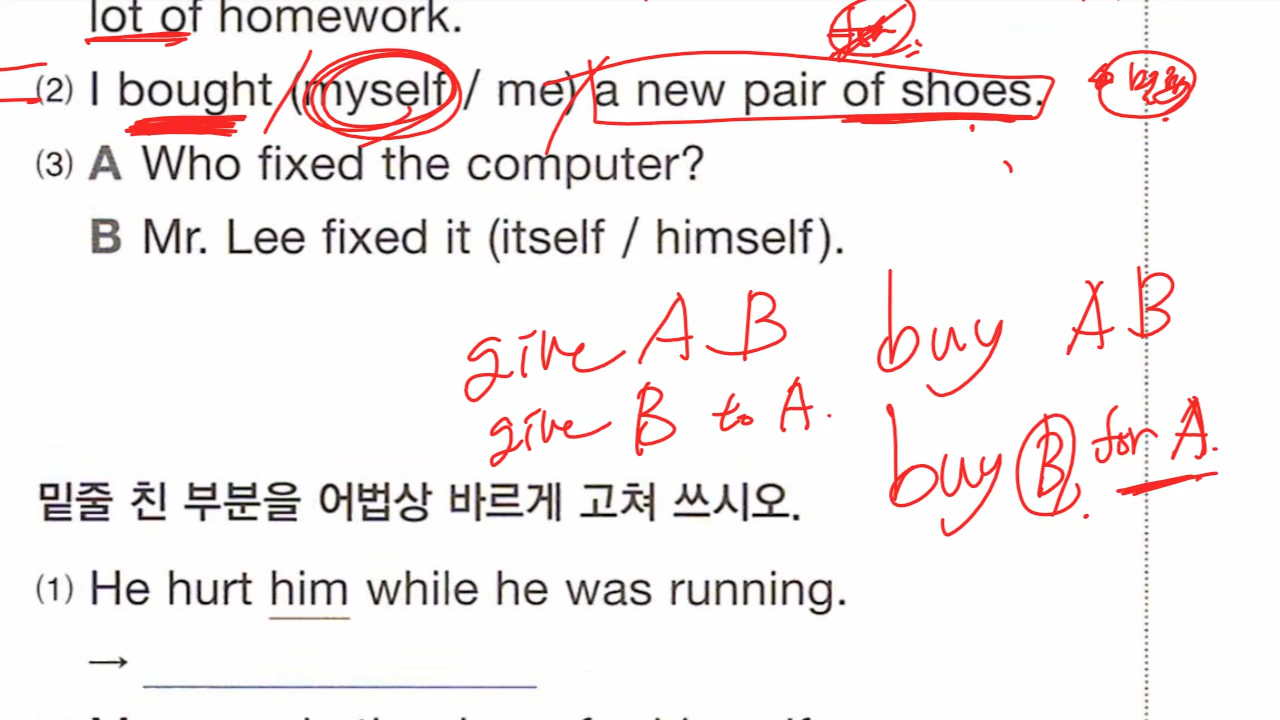 lot of homework.
(2) I bought (myself / me) a new pair of shoes.
(3) A Who fixed the computer?
B Mr. Lee fixed it (itself / himself).
give A B
give B to A.
buy A B
buy B for A.
밑줄 친 부분을 어법상 바르게 고쳐 쓰시오.
(1) He hurt him while he was running.
→